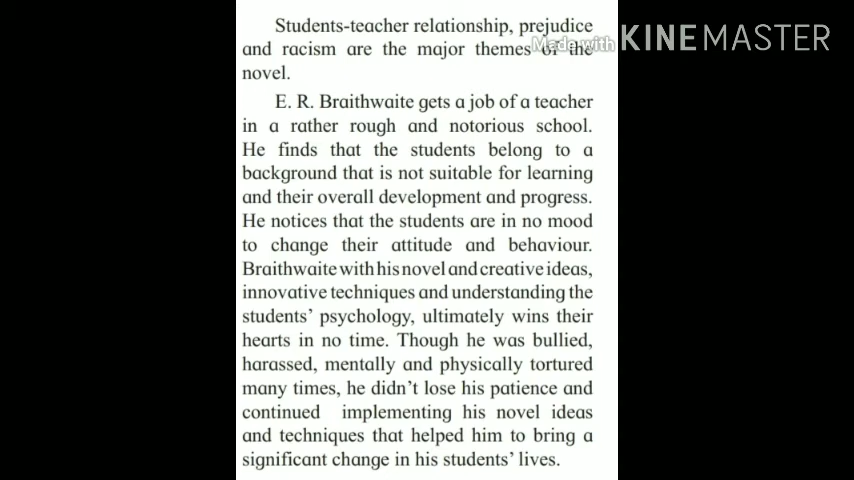 Students-teacher relationship, prejudice
and racism are the major themes of the
novel.
E. R. Braithwaite gets a job of a teacher
in a rather rough and notorious school.
He finds that the students belong to a
background that is not suitable for learning
and their overall development and progress.
He notices that the students are in no mood
to change their attitude and behaviour.
Braithwaite with his novel and creative ideas,
innovative techniques and understanding the
students' psychology, ultimately wins their
hearts in no time. Though he was bullied,
harassed, mentally and physically tortured
many times, he didn't lose his patience and
continued implementing his novel ideas
and techniques that helped him to bring a
significant change in his students' lives.
Made with KINEMASTER